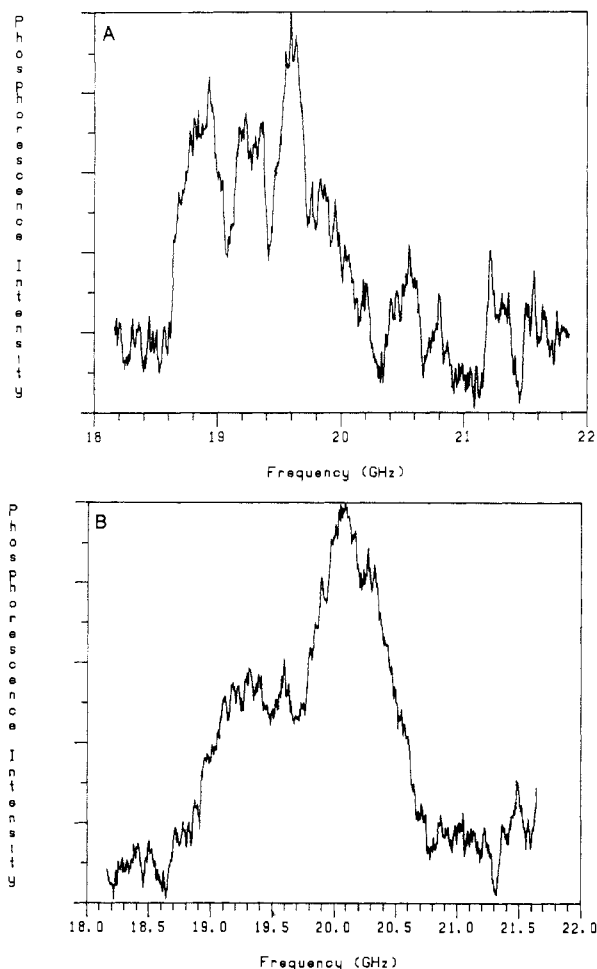 Phosphorescence Intensity
A
18 19 20 21 22
Frequency (GHz)
Phosphorescence Intensity
B
18.0 18.5 19.0 19.5 20.0 20.5 21.0 21.5 22.0
Frequency (GHz)